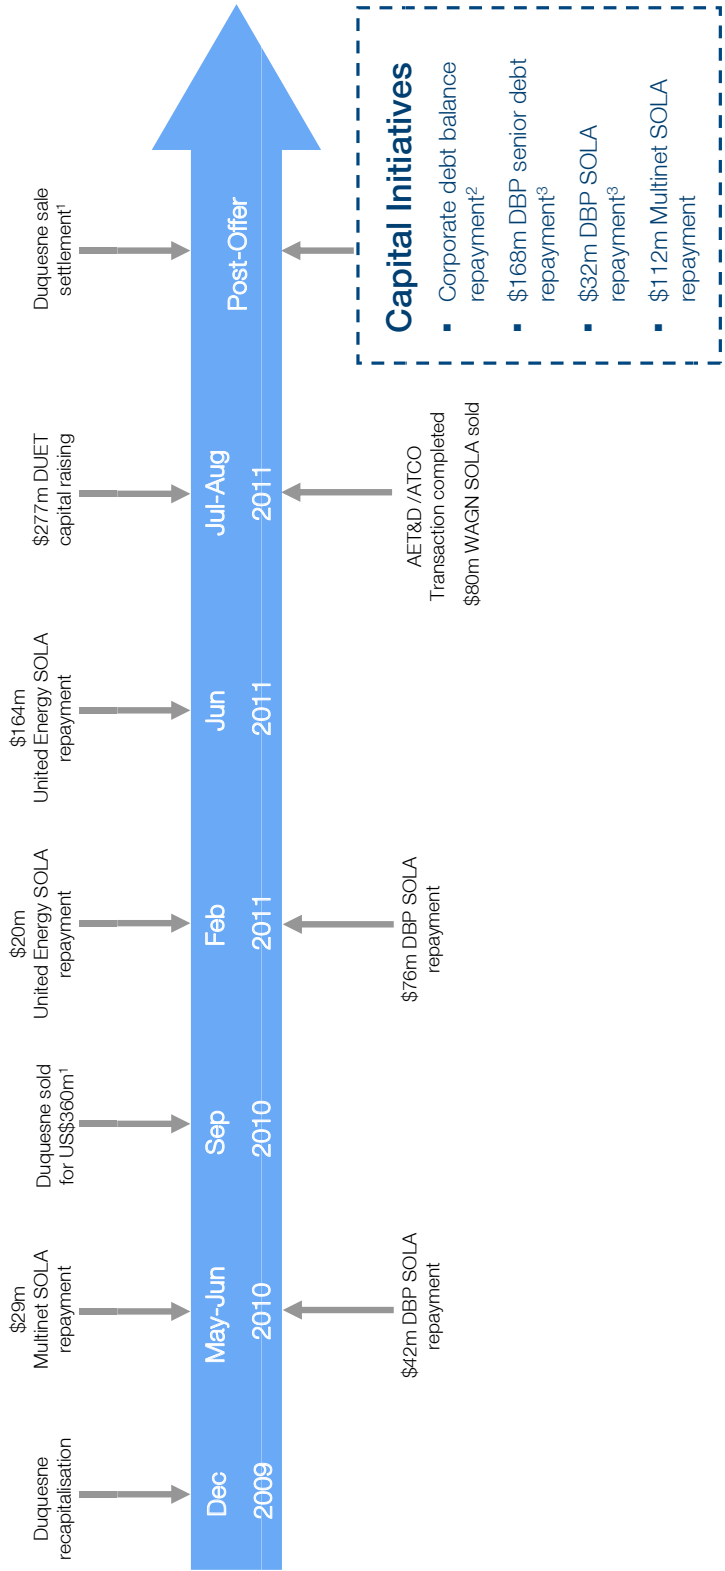 Duquesne
recapitalisation
$29m
Multinet SOLA
repayment
Duquesne sold
for US$360m¹
$20m
United Energy SOLA
repayment
$164m
United Energy SOLA
repayment
$277m DUET
capital raising
Duquesne sale
settlement¹
Dec
2009
May-Jun
2010
Sep
2010
Feb
2011
Jun
2011
Jul-Aug
2011
Post-Offer
$42m DBP SOLA
repayment
$76m DBP SOLA
repayment
AET&D /ATCO
Transaction completed
$80m WAGN SOLA sold
Capital Initiatives
▪ Corporate debt balance
repayment²
▪ $168m DBP senior debt
repayment³
▪ $32m DBP SOLA
repayment³
▪ $112m Multinet SOLA
repayment